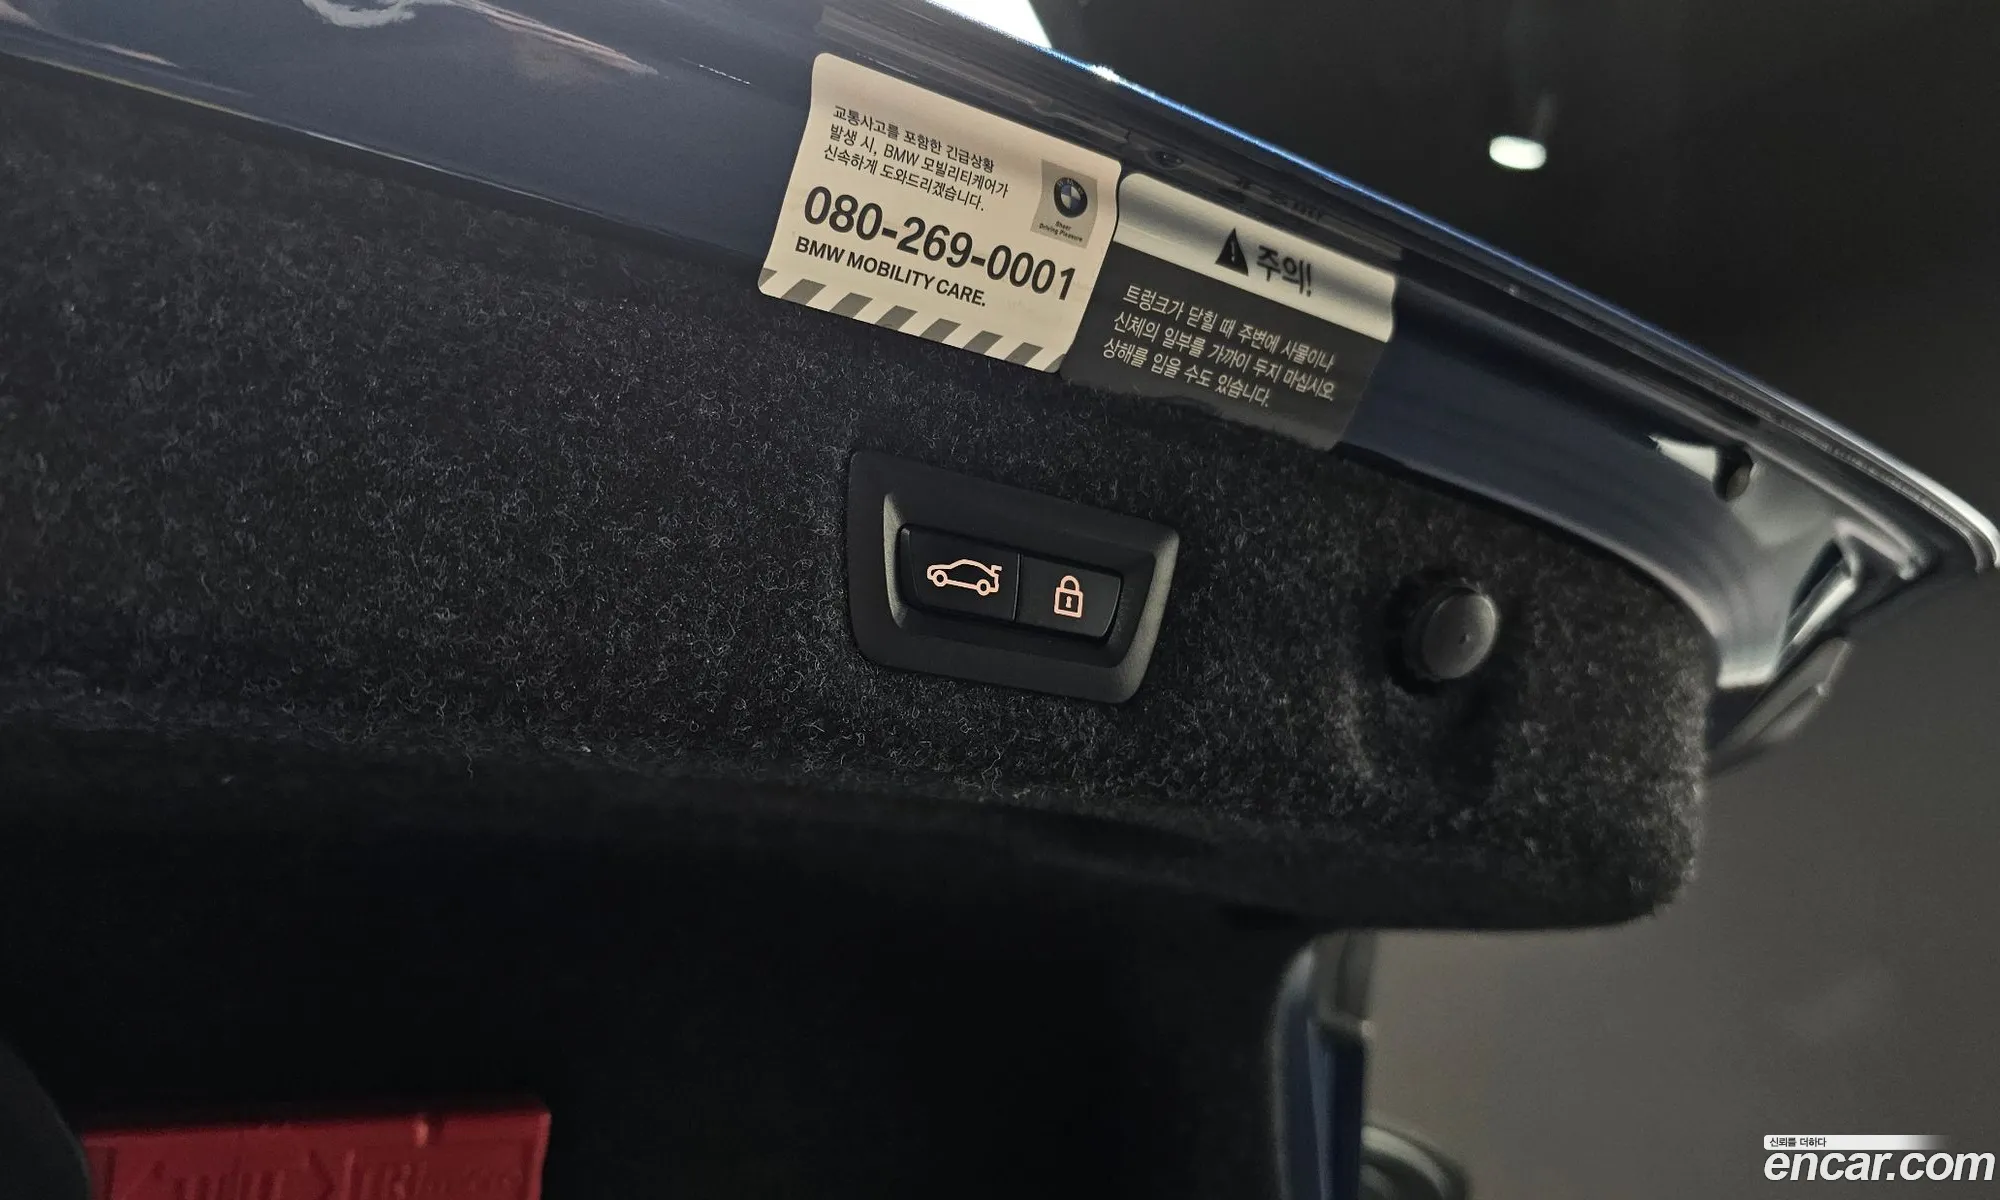 교통사고를 포함한 긴급상황
발생 시, BMW 모빌리티케어가
신속하게 도와드리겠습니다.
080-269-0001
BMW MOBILITY CARE.
Sheer
Driving Pleasure
주의!
트렁크가 닫힐 때 주변에 사물이나
신체의 일부를 가까이 두지 마십시오.
상해를 입을 수도 있습니다.
신뢰를 더하다
encar.com